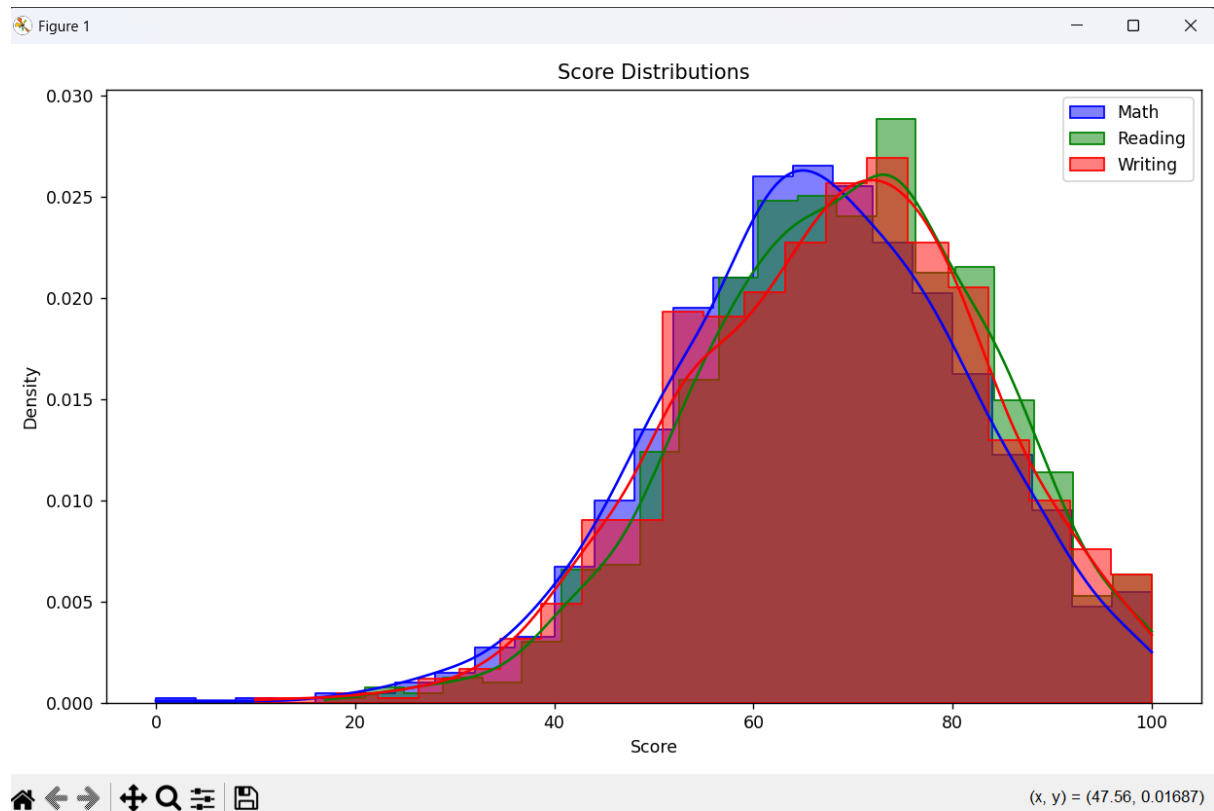 Figure 1
Score Distributions
Math
Reading
Writing
0.030
0.025
0.020
0.015
0.010
0.005
0.000
Density
0 20 40 60 80 100
Score
(x, y) = (47.56, 0.01687)